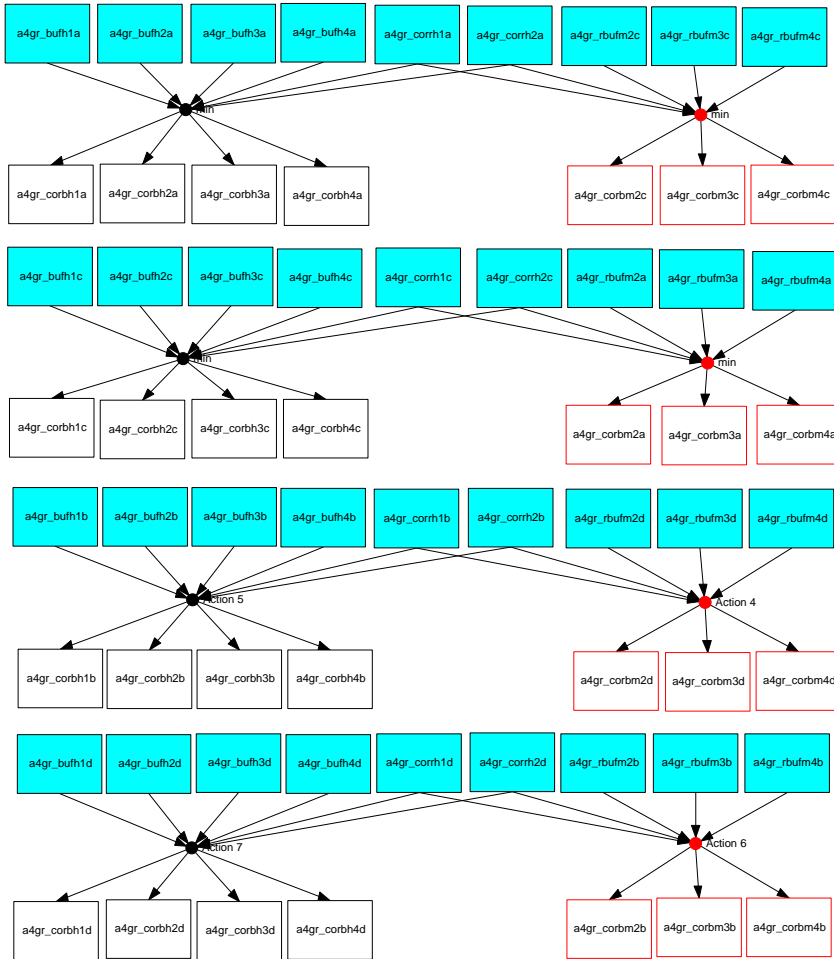 a4gr_bufh1a
a4gr_bufh2a
a4gr_bufh3a
a4gr_bufh4a
a4gr_corrh1a
a4gr_corrh2a
a4gr_rbufm2c
a4gr_rbufm3c
a4gr_rbufm4c
min
min
a4gr_corbh1a
a4gr_corbh2a
a4gr_corbh3a
a4gr_corbh4a
a4gr_corbm2c
a4gr_corbm3c
a4gr_corbm4c
a4gr_bufh1c
a4gr_bufh2c
a4gr_bufh3c
a4gr_bufh4c
a4gr_corrh1c
a4gr_corrh2c
a4gr_rbufm2a
a4gr_rbufm3a
a4gr_rbufm4a
min
min
a4gr_corbh1c
a4gr_corbh2c
a4gr_corbh3c
a4gr_corbh4c
a4gr_corbm2a
a4gr_corbm3a
a4gr_corbm4a
a4gr_bufh1b
a4gr_bufh2b
a4gr_bufh3b
a4gr_bufh4b
a4gr_corrh1b
a4gr_corrh2b
a4gr_rbufm2d
a4gr_rbufm3d
a4gr_rbufm4d
Action 5
Action 4
a4gr_corbh1b
a4gr_corbh2b
a4gr_corbh3b
a4gr_corbh4b
a4gr_corbm2d
a4gr_corbm3d
a4gr_corbm4d
a4gr_bufh1d
a4gr_bufh2d
a4gr_bufh3d
a4gr_bufh4d
a4gr_corrh1d
a4gr_corrh2d
a4gr_rbufm2b
a4gr_rbufm3b
a4gr_rbufm4b
Action 7
Action 6
a4gr_corbh1d
a4gr_corbh2d
a4gr_corbh3d
a4gr_corbh4d
a4gr_corbm2b
a4gr_corbm3b
a4gr_corbm4b